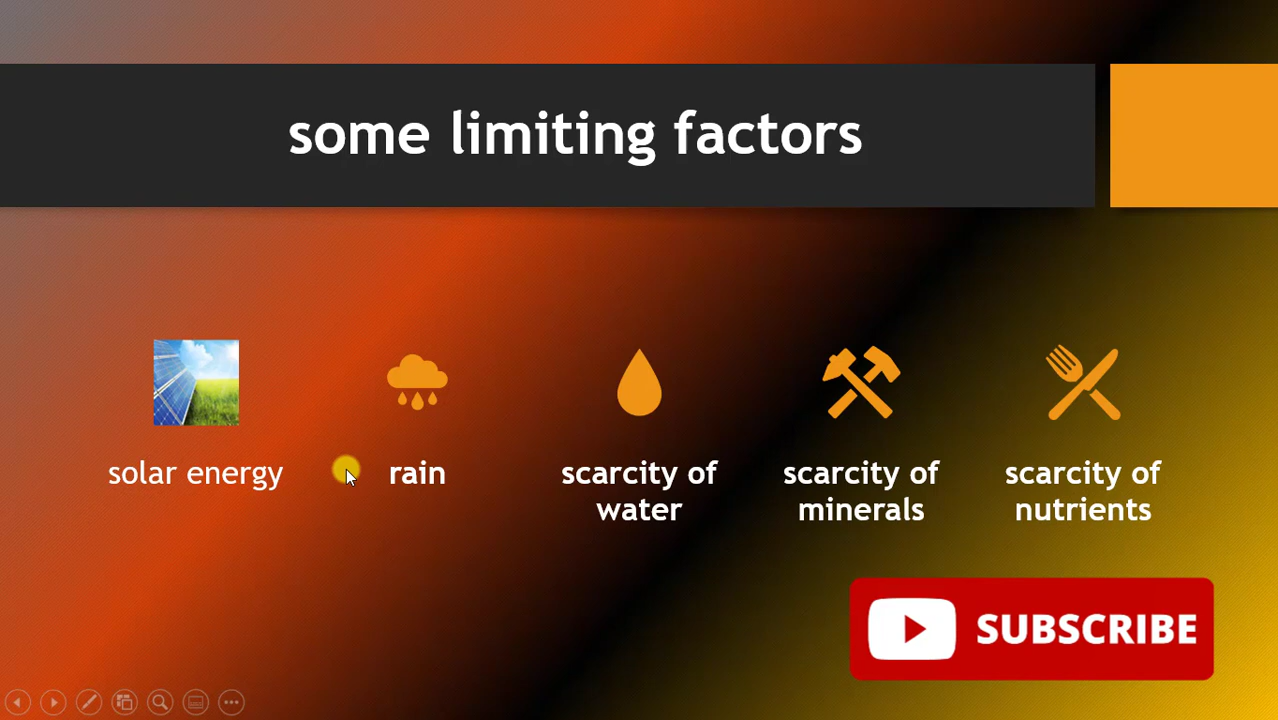 some limiting factors
solar energy
rain
scarcity of
water
scarcity of
minerals
scarcity of
nutrients
SUBSCRIBE